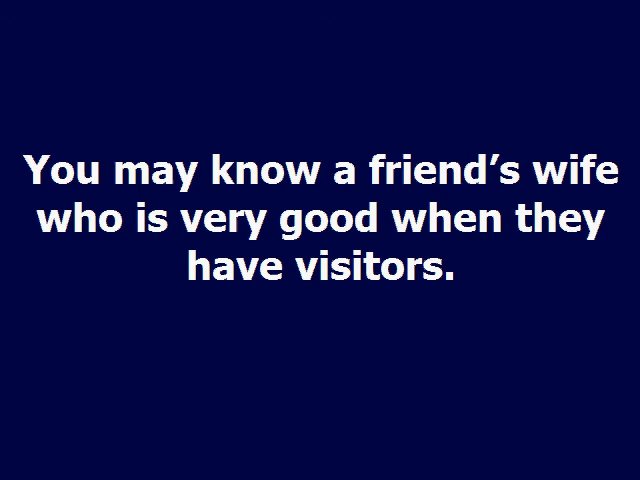 You may know a friend’s wife
who is very good when they
have visitors.